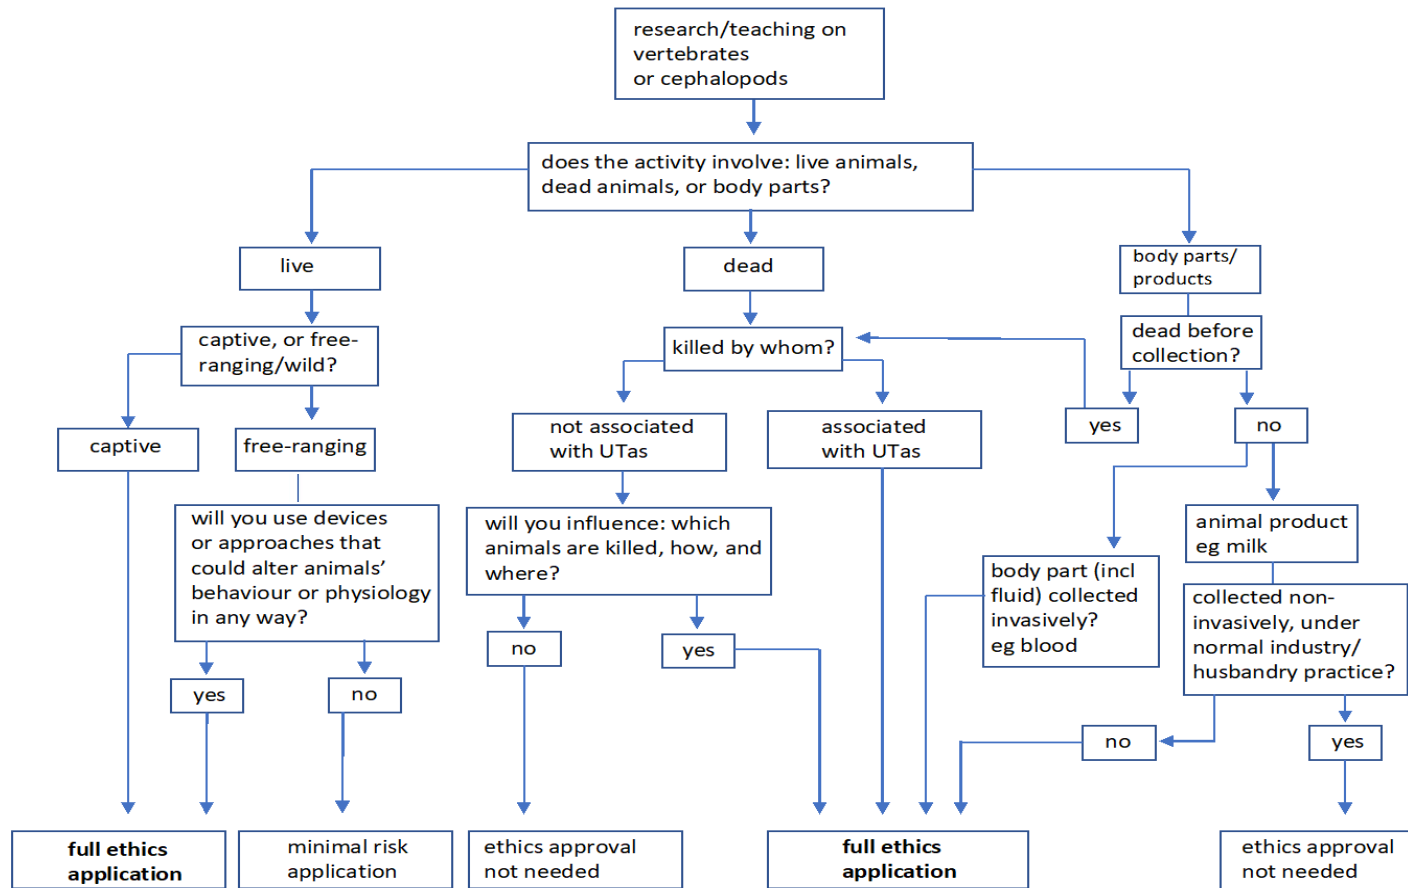 research/teaching on
vertebrates
or cephalopods
does the activity involve: live animals,
dead animals, or body parts?
live
dead
body parts/
products
captive, or free-
ranging/wild?
killed by whom?
dead before
collection?
captive
free-ranging
not associated
with UTas
associated
with UTas
yes
no
will you use devices
or approaches that
could alter animals’
behaviour or physiology
in any way?
will you influence: which
animals are killed, how, and
where?
animal product
eg milk
body part (incl
fluid) collected
invasively?
eg blood
collected non-
invasively, under
normal industry/
husbandry practice?
yes
no
no
yes
no
yes
full ethics
application
minimal risk
application
ethics approval
not needed
full ethics
application
ethics approval
not needed